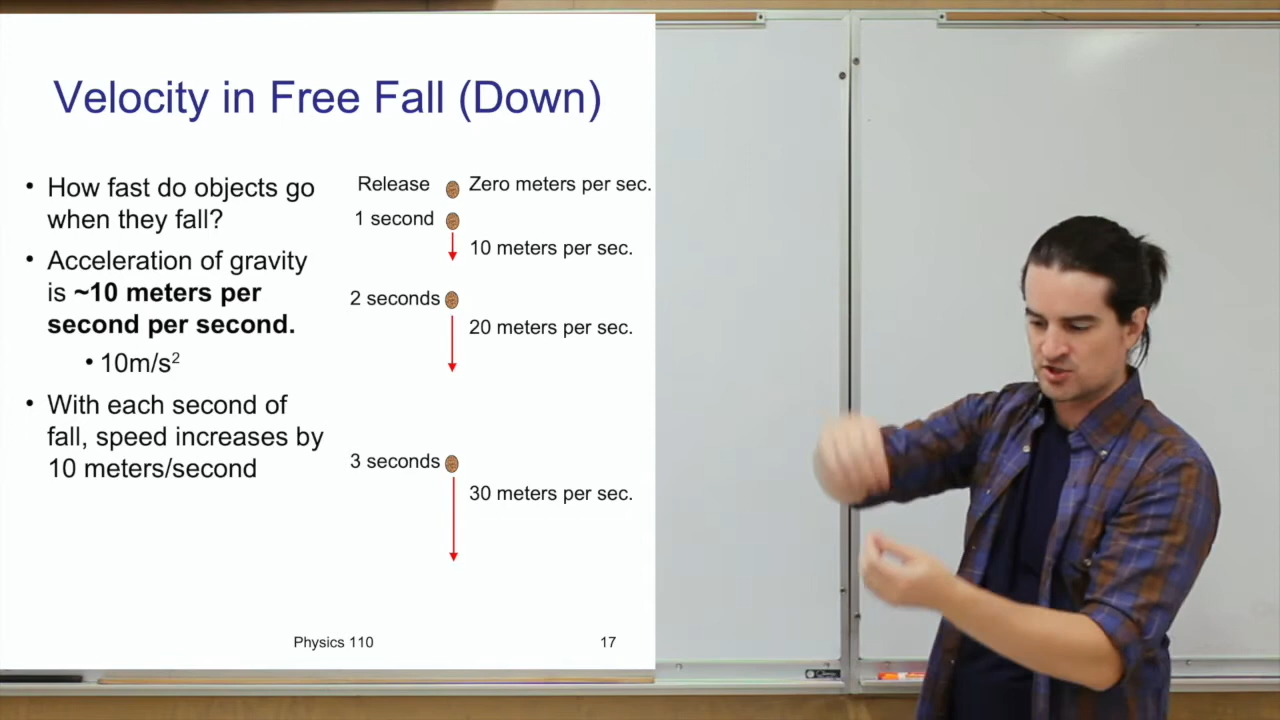 Velocity in Free Fall (Down)
• How fast do objects go
when they fall?
• Acceleration of gravity
is ~10 meters per
second per second.
• 10m/s²
• With each second of
fall, speed increases by
10 meters/second
Release Zero meters per sec.
1 second
10 meters per sec.
2 seconds
20 meters per sec.
3 seconds
30 meters per sec.
Physics 110
17